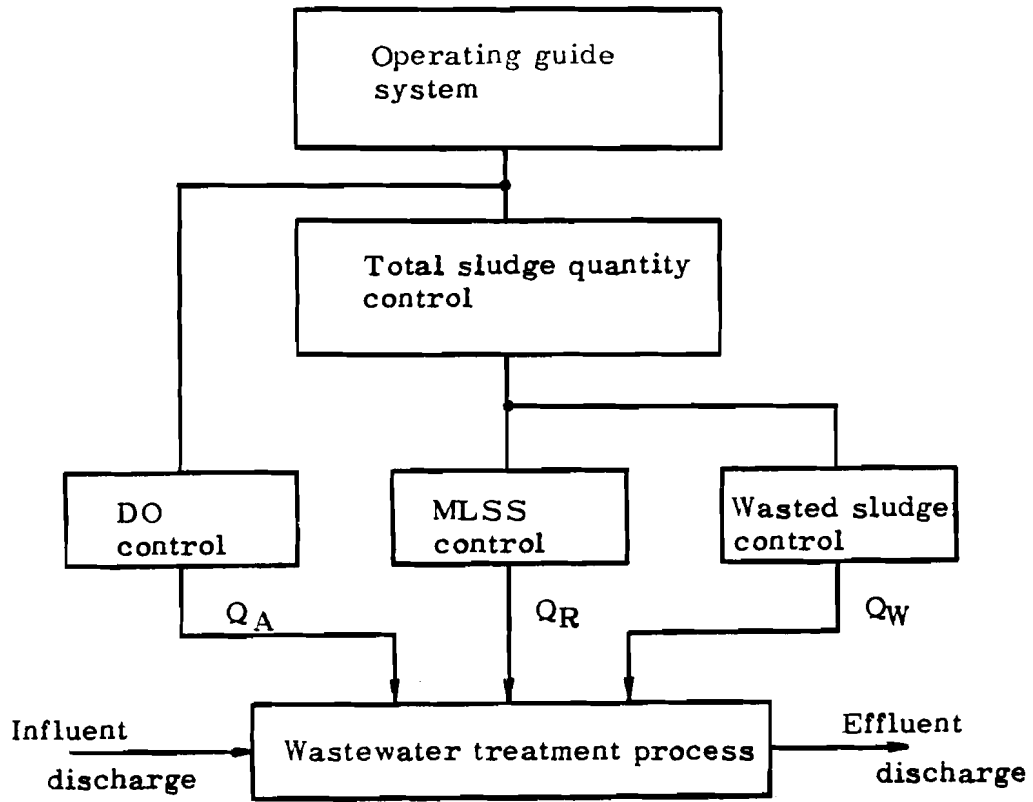 Operating guide
system
Total sludge quantity
control
DO
control
MLSS
control
Wasted sludge
control
QA
QR
QW
Influent
discharge
Wastewater treatment process
Effluent
discharge